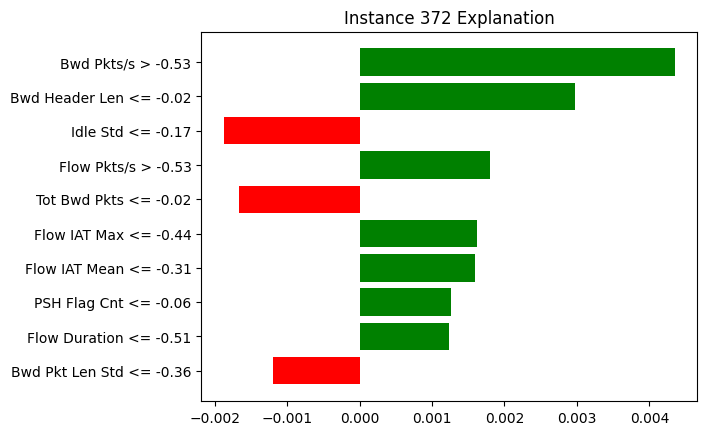 Instance 372 Explanation
Bwd Pkts/s > -0.53
Bwd Header Len <= -0.02
Idle Std <= -0.17
Flow Pkts/s > -0.53
Tot Bwd Pkts <= -0.02
Flow IAT Max <= -0.44
Flow IAT Mean <= -0.31
PSH Flag Cnt <= -0.06
Flow Duration <= -0.51
Bwd Pkt Len Std <= -0.36
−0.002 −0.001 0.000 0.001 0.002 0.003 0.004